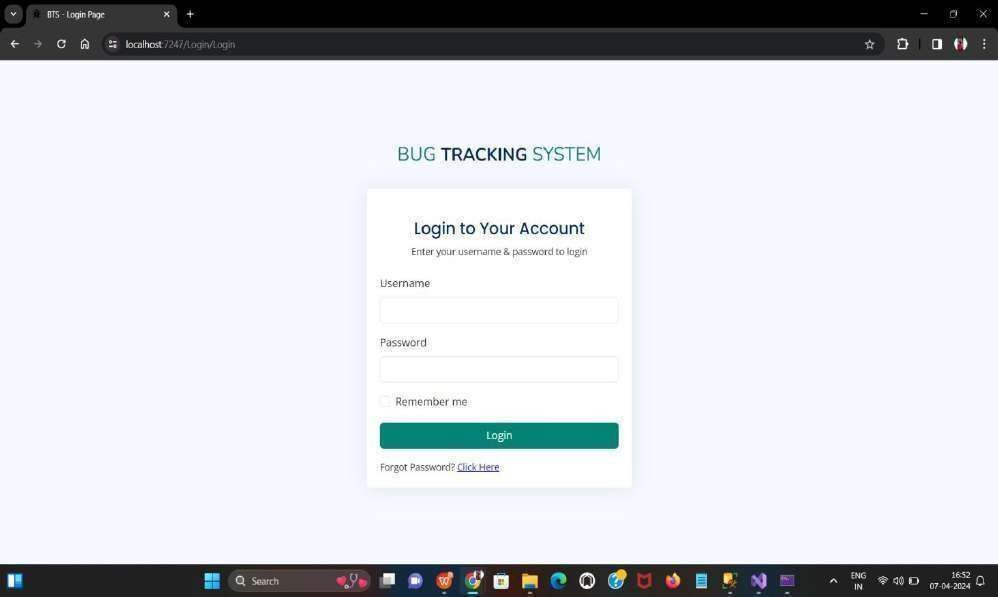 BTS - Login Page
localhost:7247/Login/Login
BUG TRACKING SYSTEM
Login to Your Account
Enter your username & password to login
Username
Password
Remember me
Login
Forgot Password? Click Here
Search
ENG
IN
16:52
07-04-2024